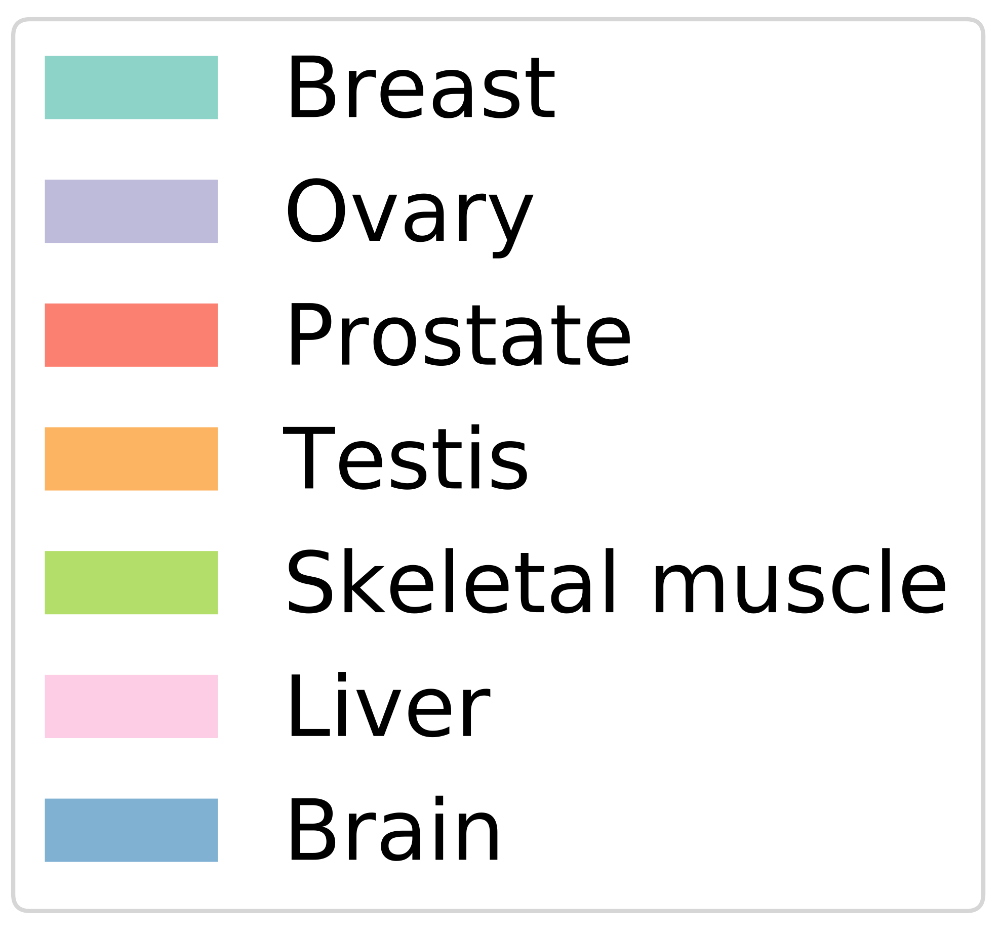 Breast
Ovary
Prostate
Testis
Skeletal muscle
Liver
Brain